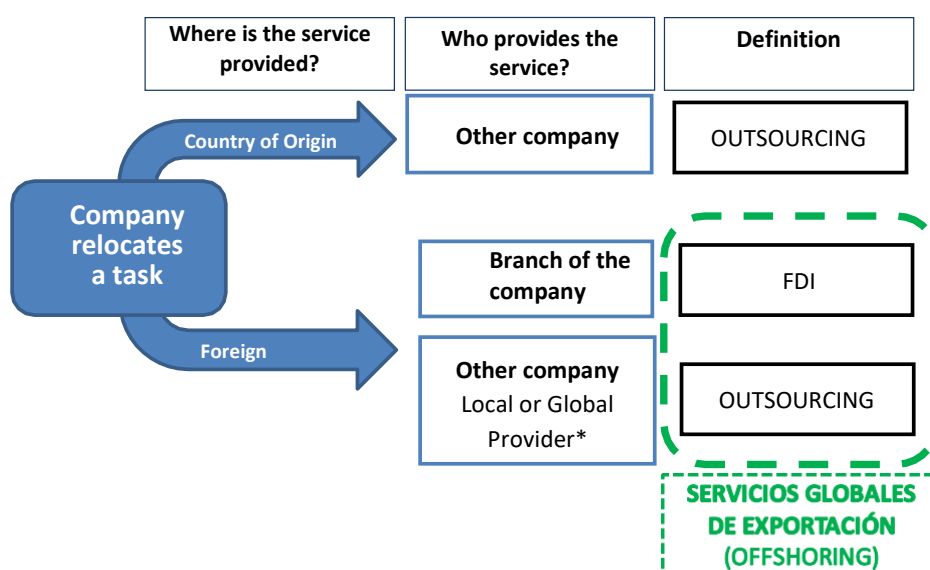 Where is the service
provided?
Who provides the
service?
Definition
Country of Origin
Other company
OUTSOURCING
Company
relocates
a task
Branch of the
company
FDI
Foreign
Other company
Local or Global
Provider*
OUTSOURCING
SERVICIOS GLOBALES
DE EXPORTACIÓN
(OFFSHORING)